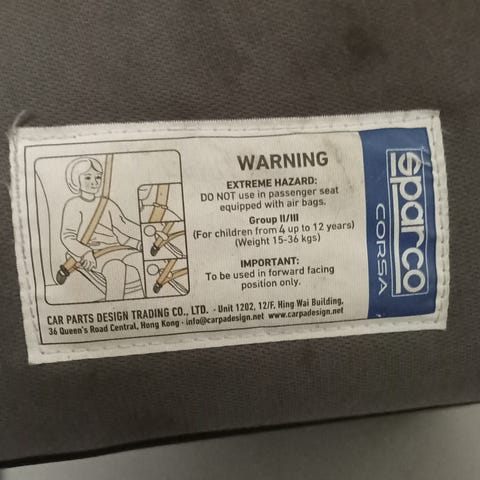 WARNING
EXTREME HAZARD:
DO NOT use in passenger seat
equipped with air bags.
Group II/III
(For children from 4 up to 12 years)
(Weight 15-36 kgs)
IMPORTANT:
To be used in forward facing
position only.
CAR PARTS DESIGN TRADING CO., LTD. - Unit 1202, 12/F, Hing Wai Building,
36 Queen's Road Central, Hong Kong - info@carpadesign.net www.carpadesign.net
sparco
CORSA